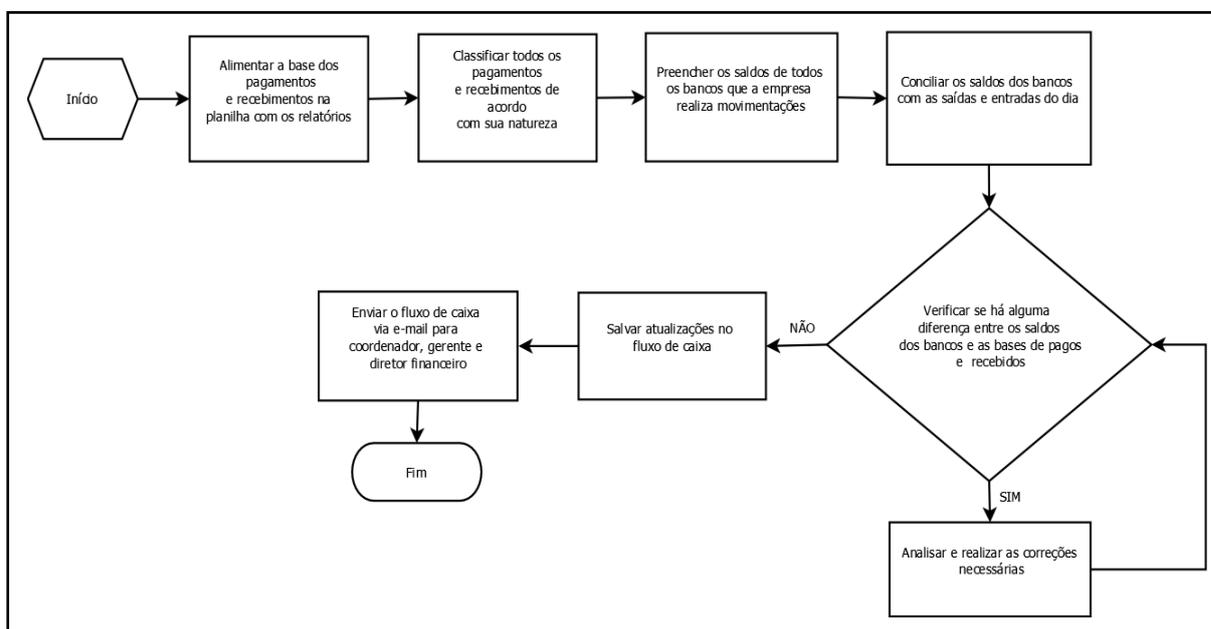 Início
Alimentar a base dos
pagamentos
e recebimentos na
planilha com os relatórios
Classificar todos os
pagamentos
e recebimentos de
acordo
com sua natureza
Preencher os saldos de todos
os bancos que a empresa
realiza movimentações
Conciliar os saldos dos bancos
com as saídas e entradas do dia
Verificar se há alguma
diferença entre os saldos
dos bancos e as bases de pagos
e recebidos
NÃO
Salvar atualizações no
fluxo de caixa
Enviar o fluxo de caixa
via e-mail para
coordenador, gerente e
diretor financeiro
Fim
SIM
Analisar e realizar as correções
necessárias